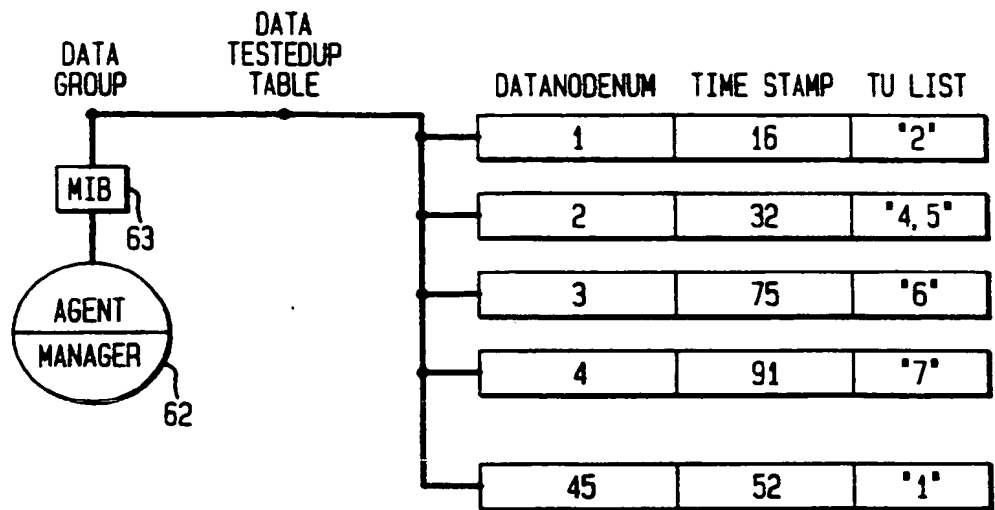 DATA GROUP
DATA TESTEDUP TABLE
DATANODENUM TIME STAMP TU LIST
1 16 "2"
2 32 "4, 5"
3 75 "6"
4 91 "7"
45 52 "1"
MIB
63
AGENT
MANAGER
62